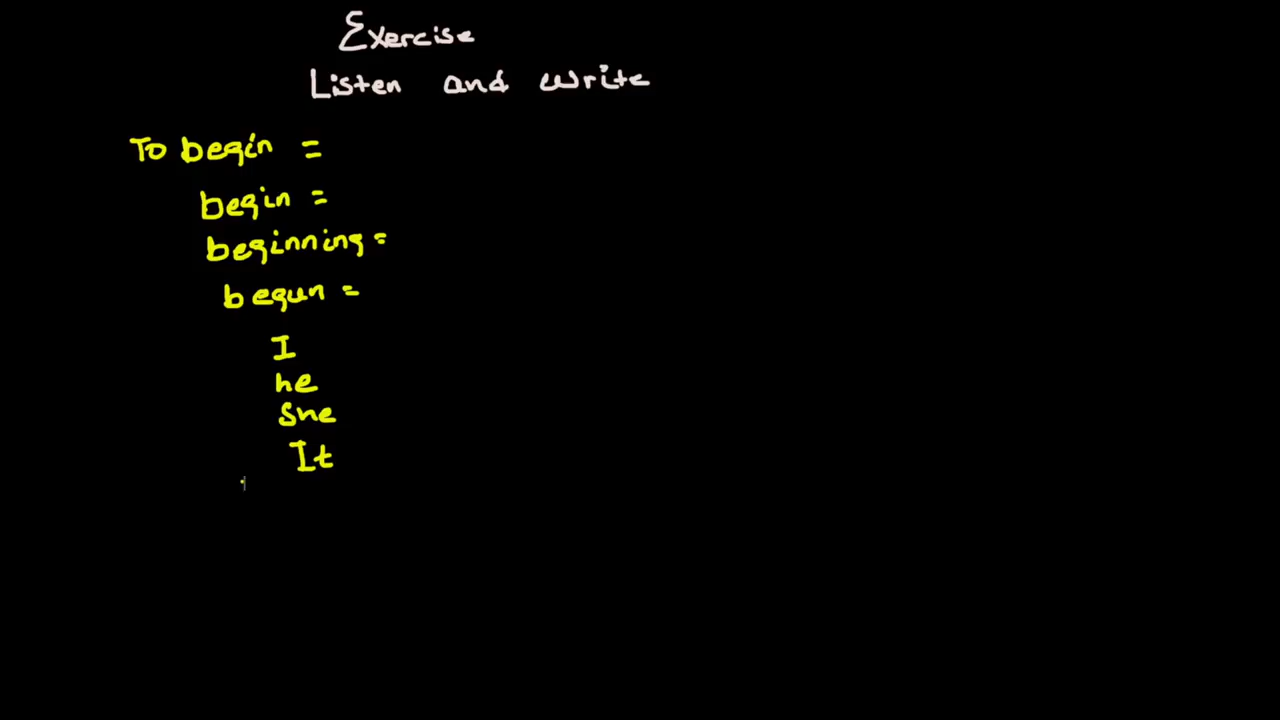 Exercise
Listen and write
To begin =
begin =
beginning =
begun =
I
he
She
It